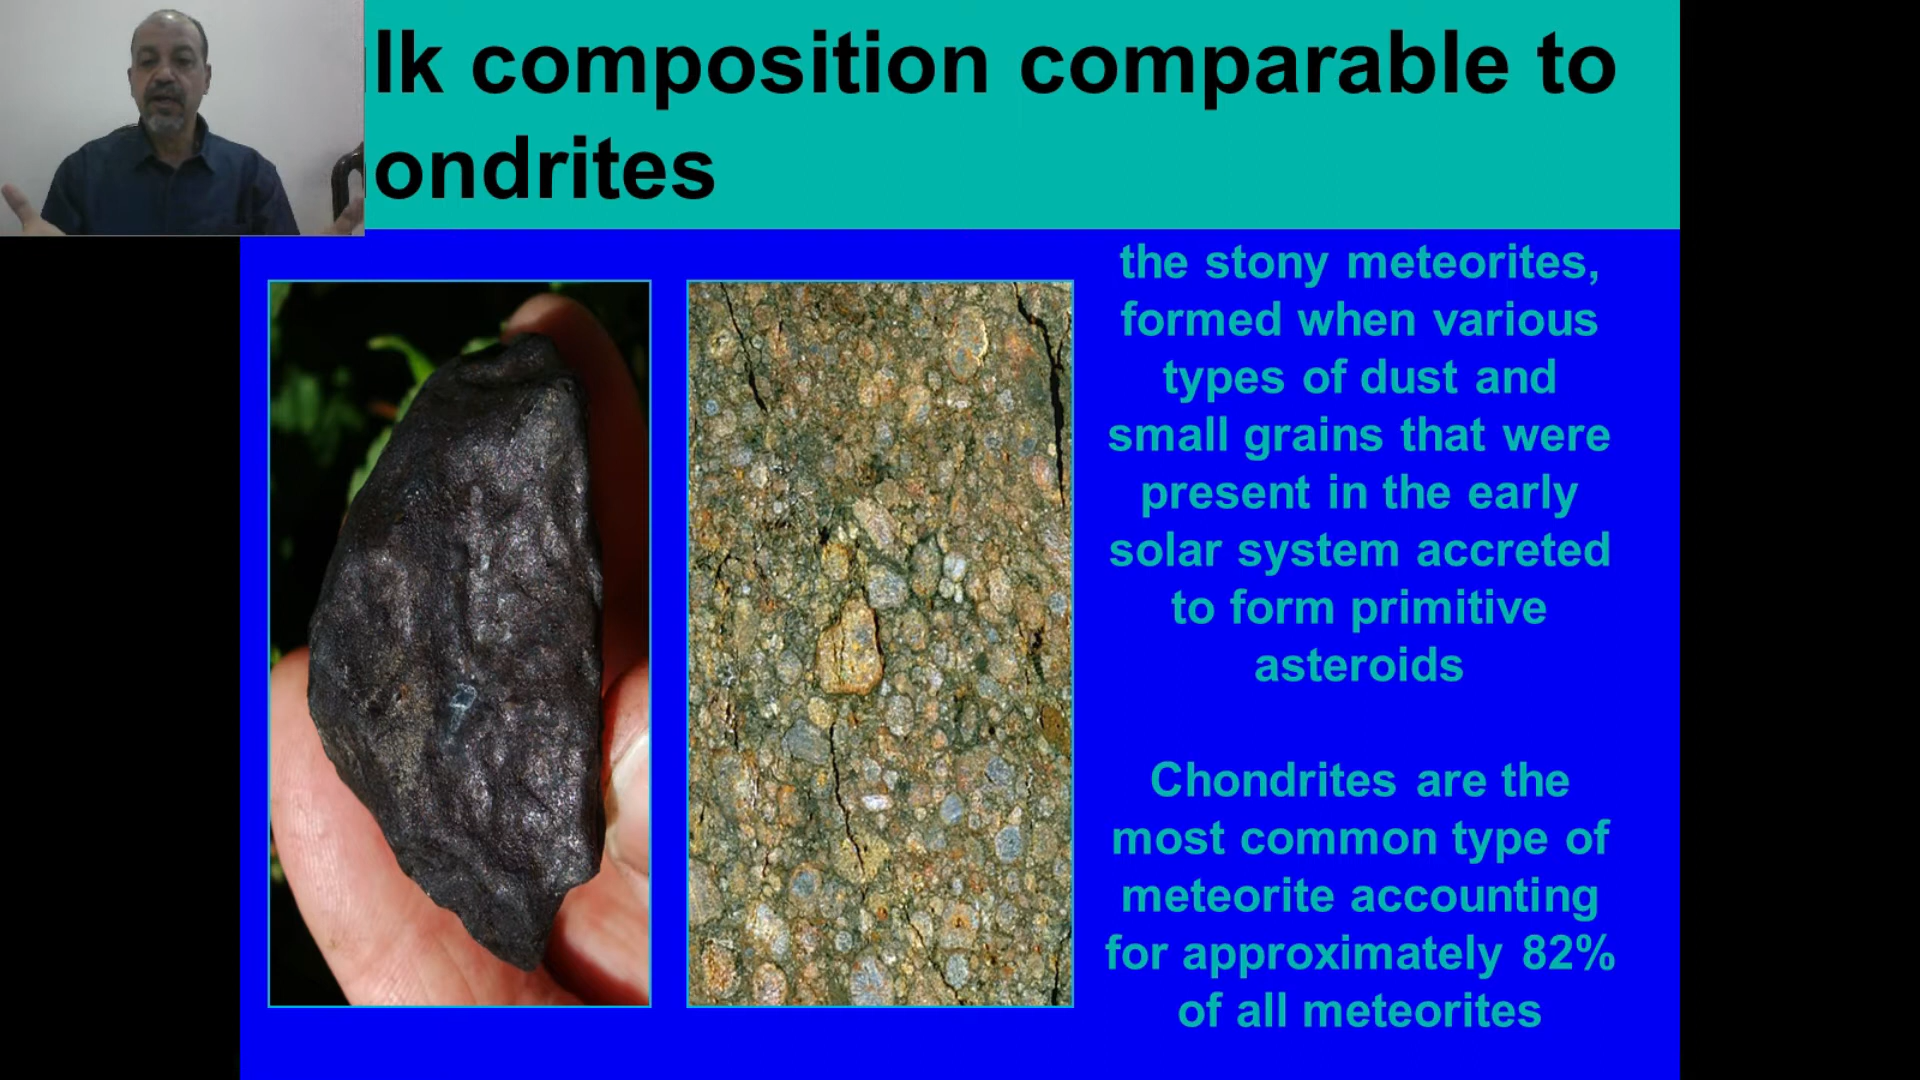 lk composition comparable to
ondrites
the stony meteorites,
formed when various
types of dust and
small grains that were
present in the early
solar system accreted
to form primitive
asteroids
Chondrites are the
most common type of
meteorite accounting
for approximately 82%
of all meteorites